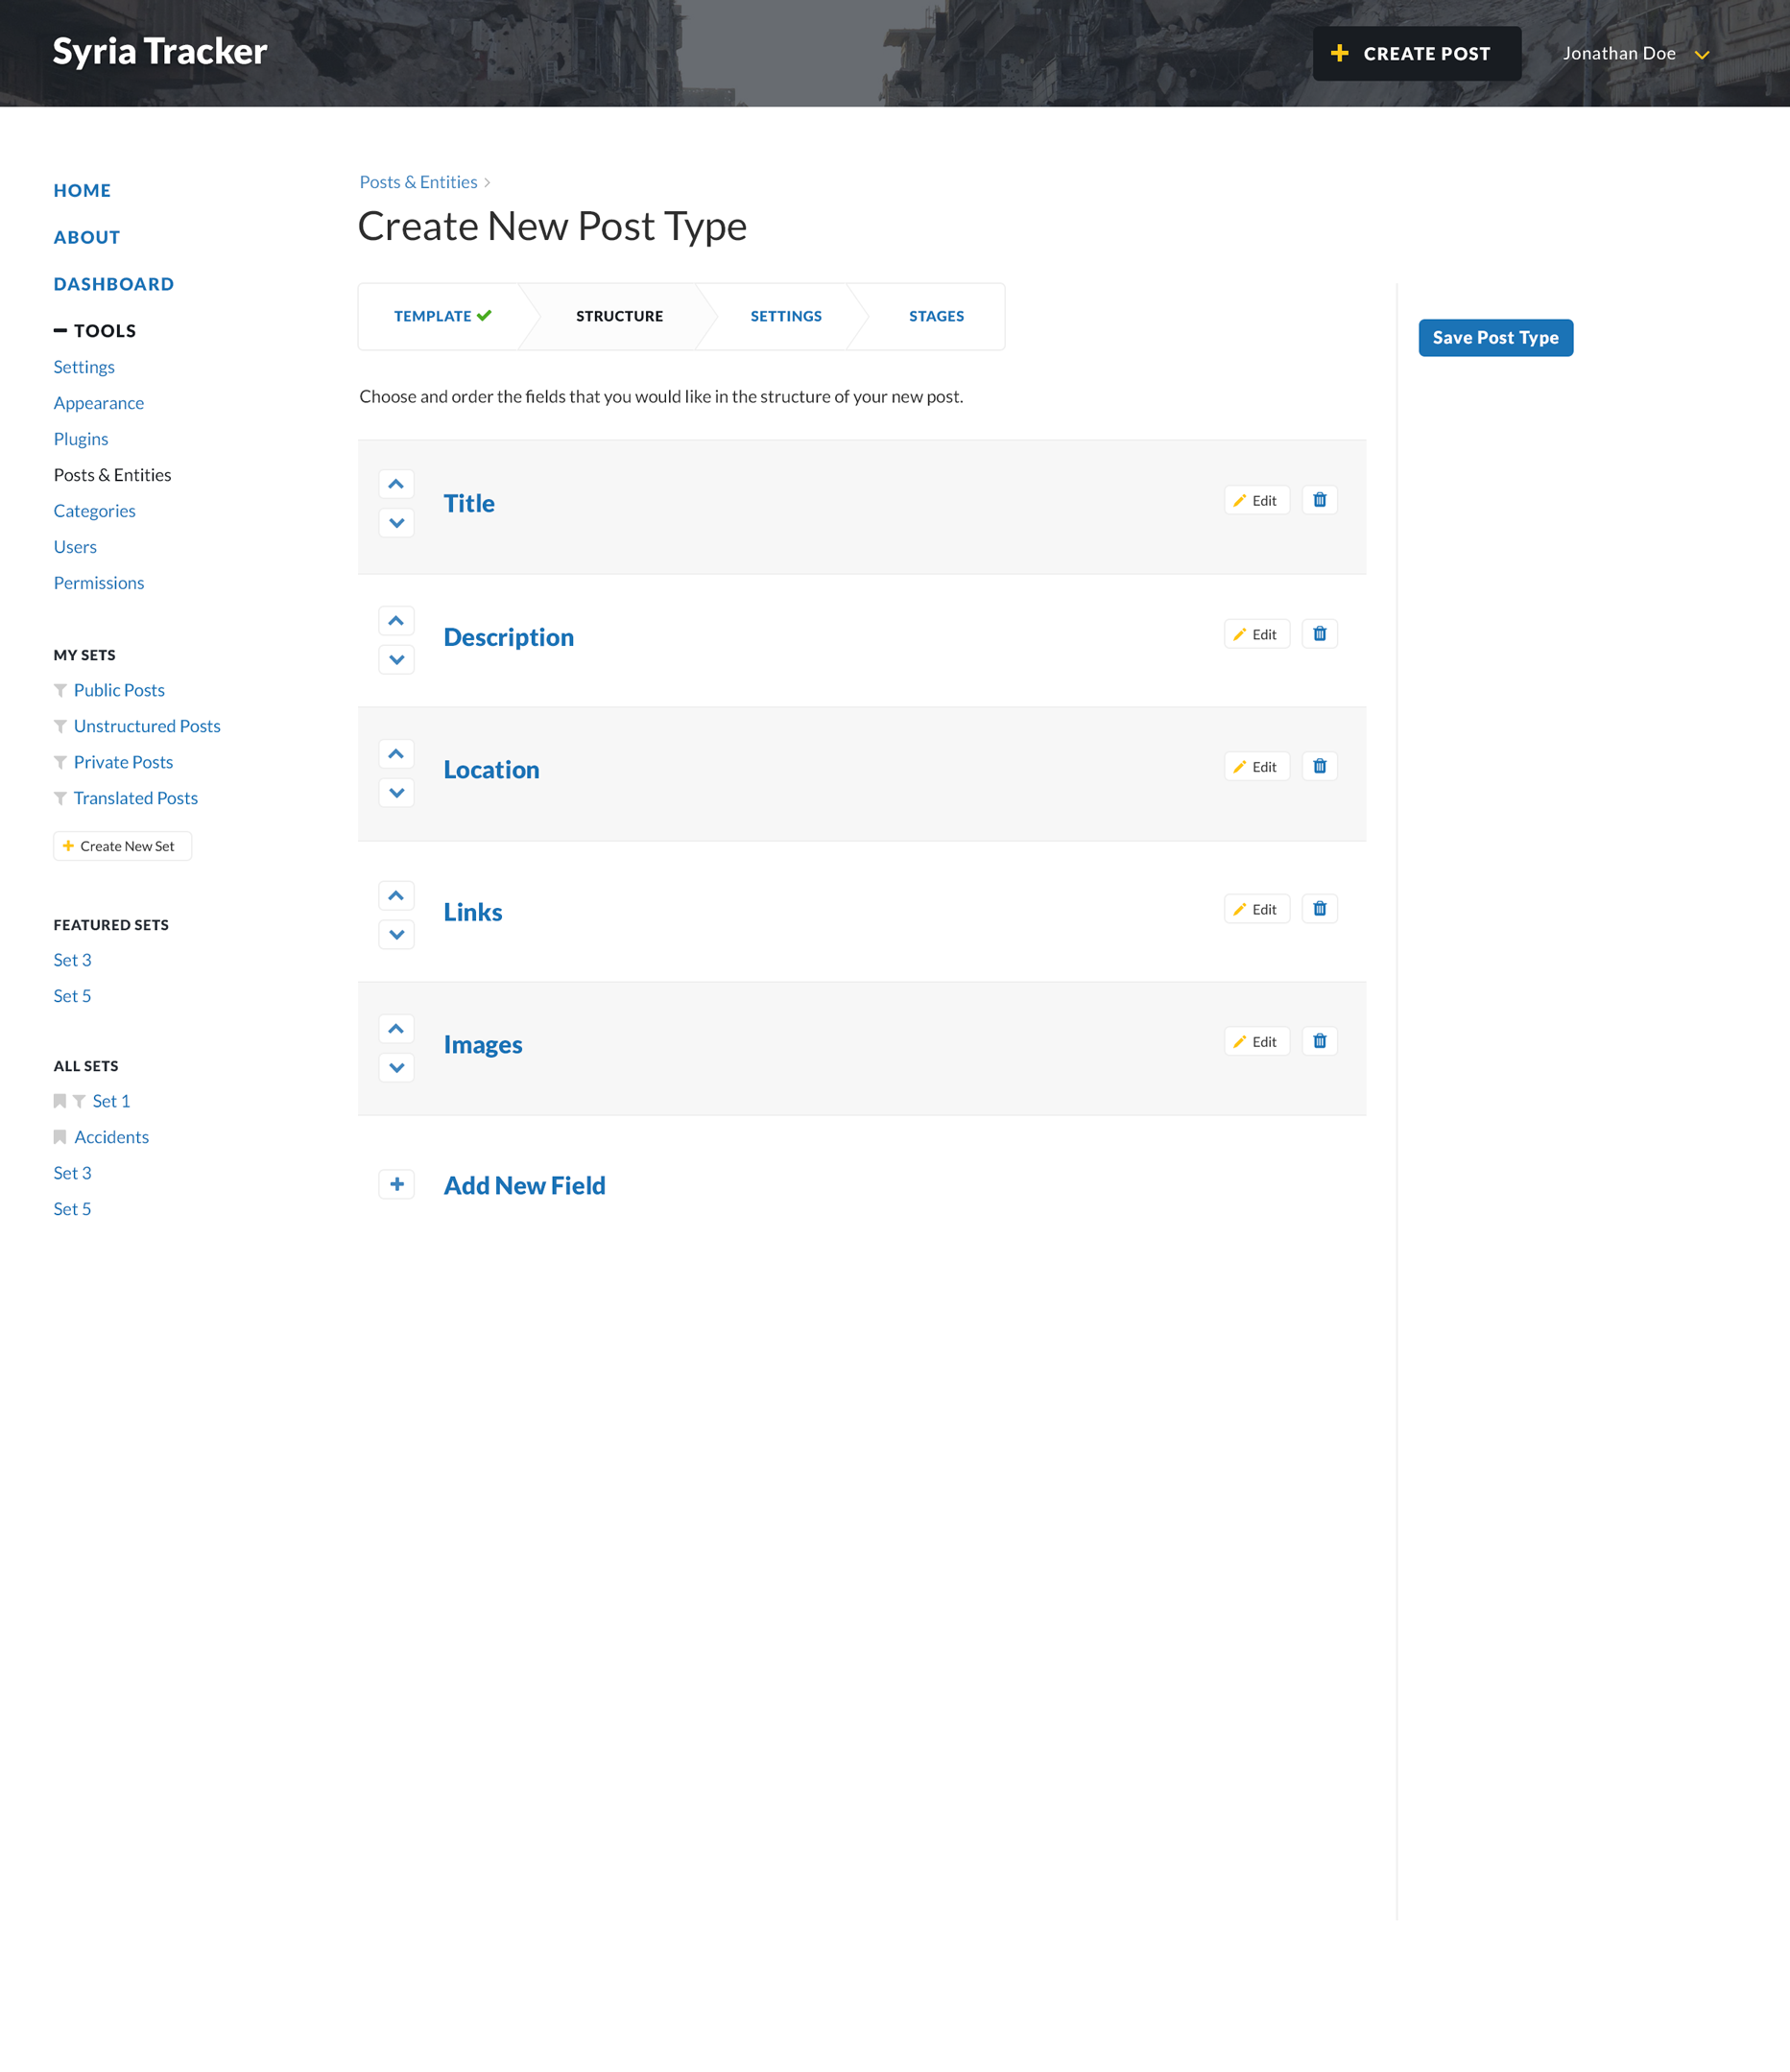 Syria Tracker
CREATE POST
Jonathan Doe
HOME
ABOUT
DASHBOARD
TOOLS
Settings
Appearance
Plugins
Posts & Entities
Categories
Users
Permissions
MY SETS
Public Posts
Unstructured Posts
Private Posts
Translated Posts
Create New Set
FEATURED SETS
Set 3
Set 5
ALL SETS
Set 1
Accidents
Set 3
Set 5
Posts & Entities
Create New Post Type
TEMPLATE STRUCTURE SETTINGS STAGES
Choose and order the fields that you would like in the structure of your new post.
Title Edit
Description Edit
Location Edit
Links Edit
Images Edit
Add New Field
Save Post Type